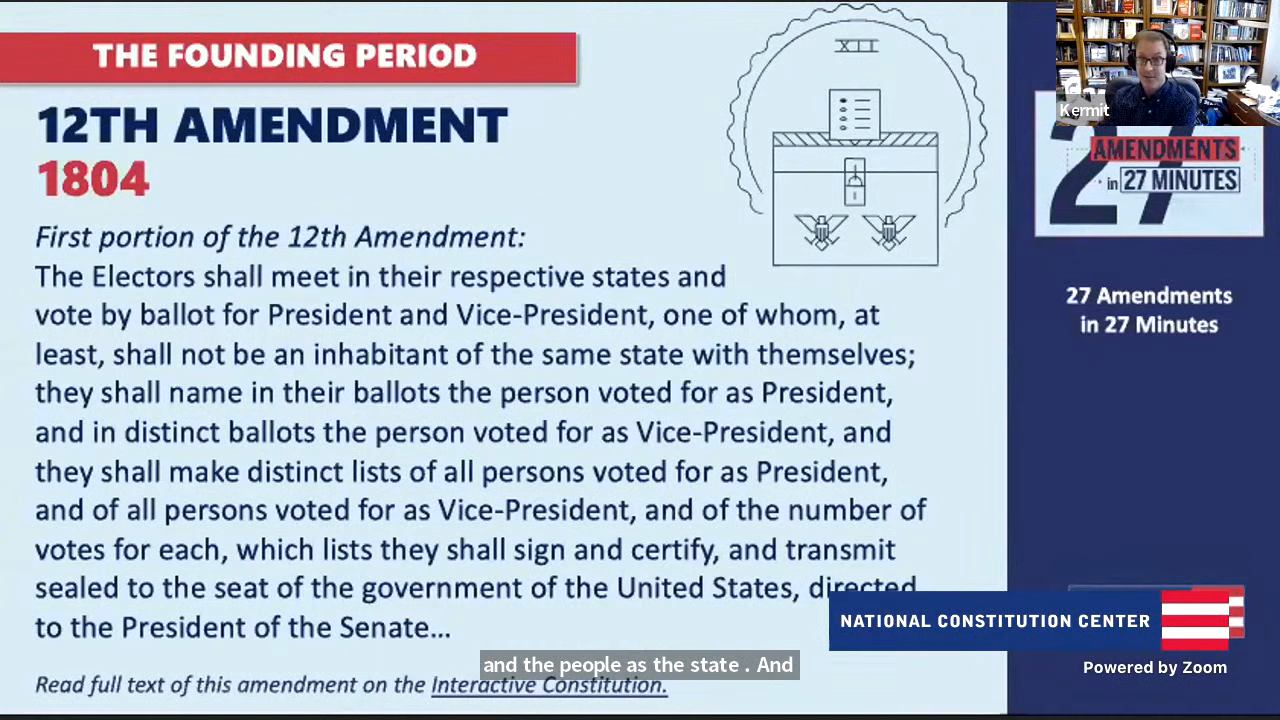 THE FOUNDING PERIOD
12TH AMENDMENT
1804
XII
First portion of the 12th Amendment:
The Electors shall meet in their respective states and
vote by ballot for President and Vice-President, one of whom, at
least, shall not be an inhabitant of the same state with themselves;
they shall name in their ballots the person voted for as President,
and in distinct ballots the person voted for as Vice-President, and
they shall make distinct lists of all persons voted for as President,
and of all persons voted for as Vice-President, and of the number of
votes for each, which lists they shall sign and certify, and transmit
sealed to the seat of the government of the United States, directed
to the President of the Senate...
Read full text of this amendment on the Interactive Constitution.
and the people as the state . And
Kermit
27
AMENDMENTS
in 27 MINUTES
27 Amendments
in 27 Minutes
NATIONAL CONSTITUTION CENTER
Powered by Zoom